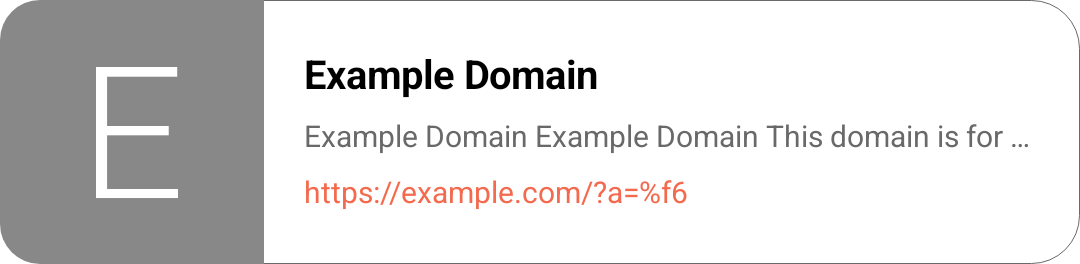 E
Example Domain
Example Domain Example Domain This domain is for ...
https://example.com/?a=%f6